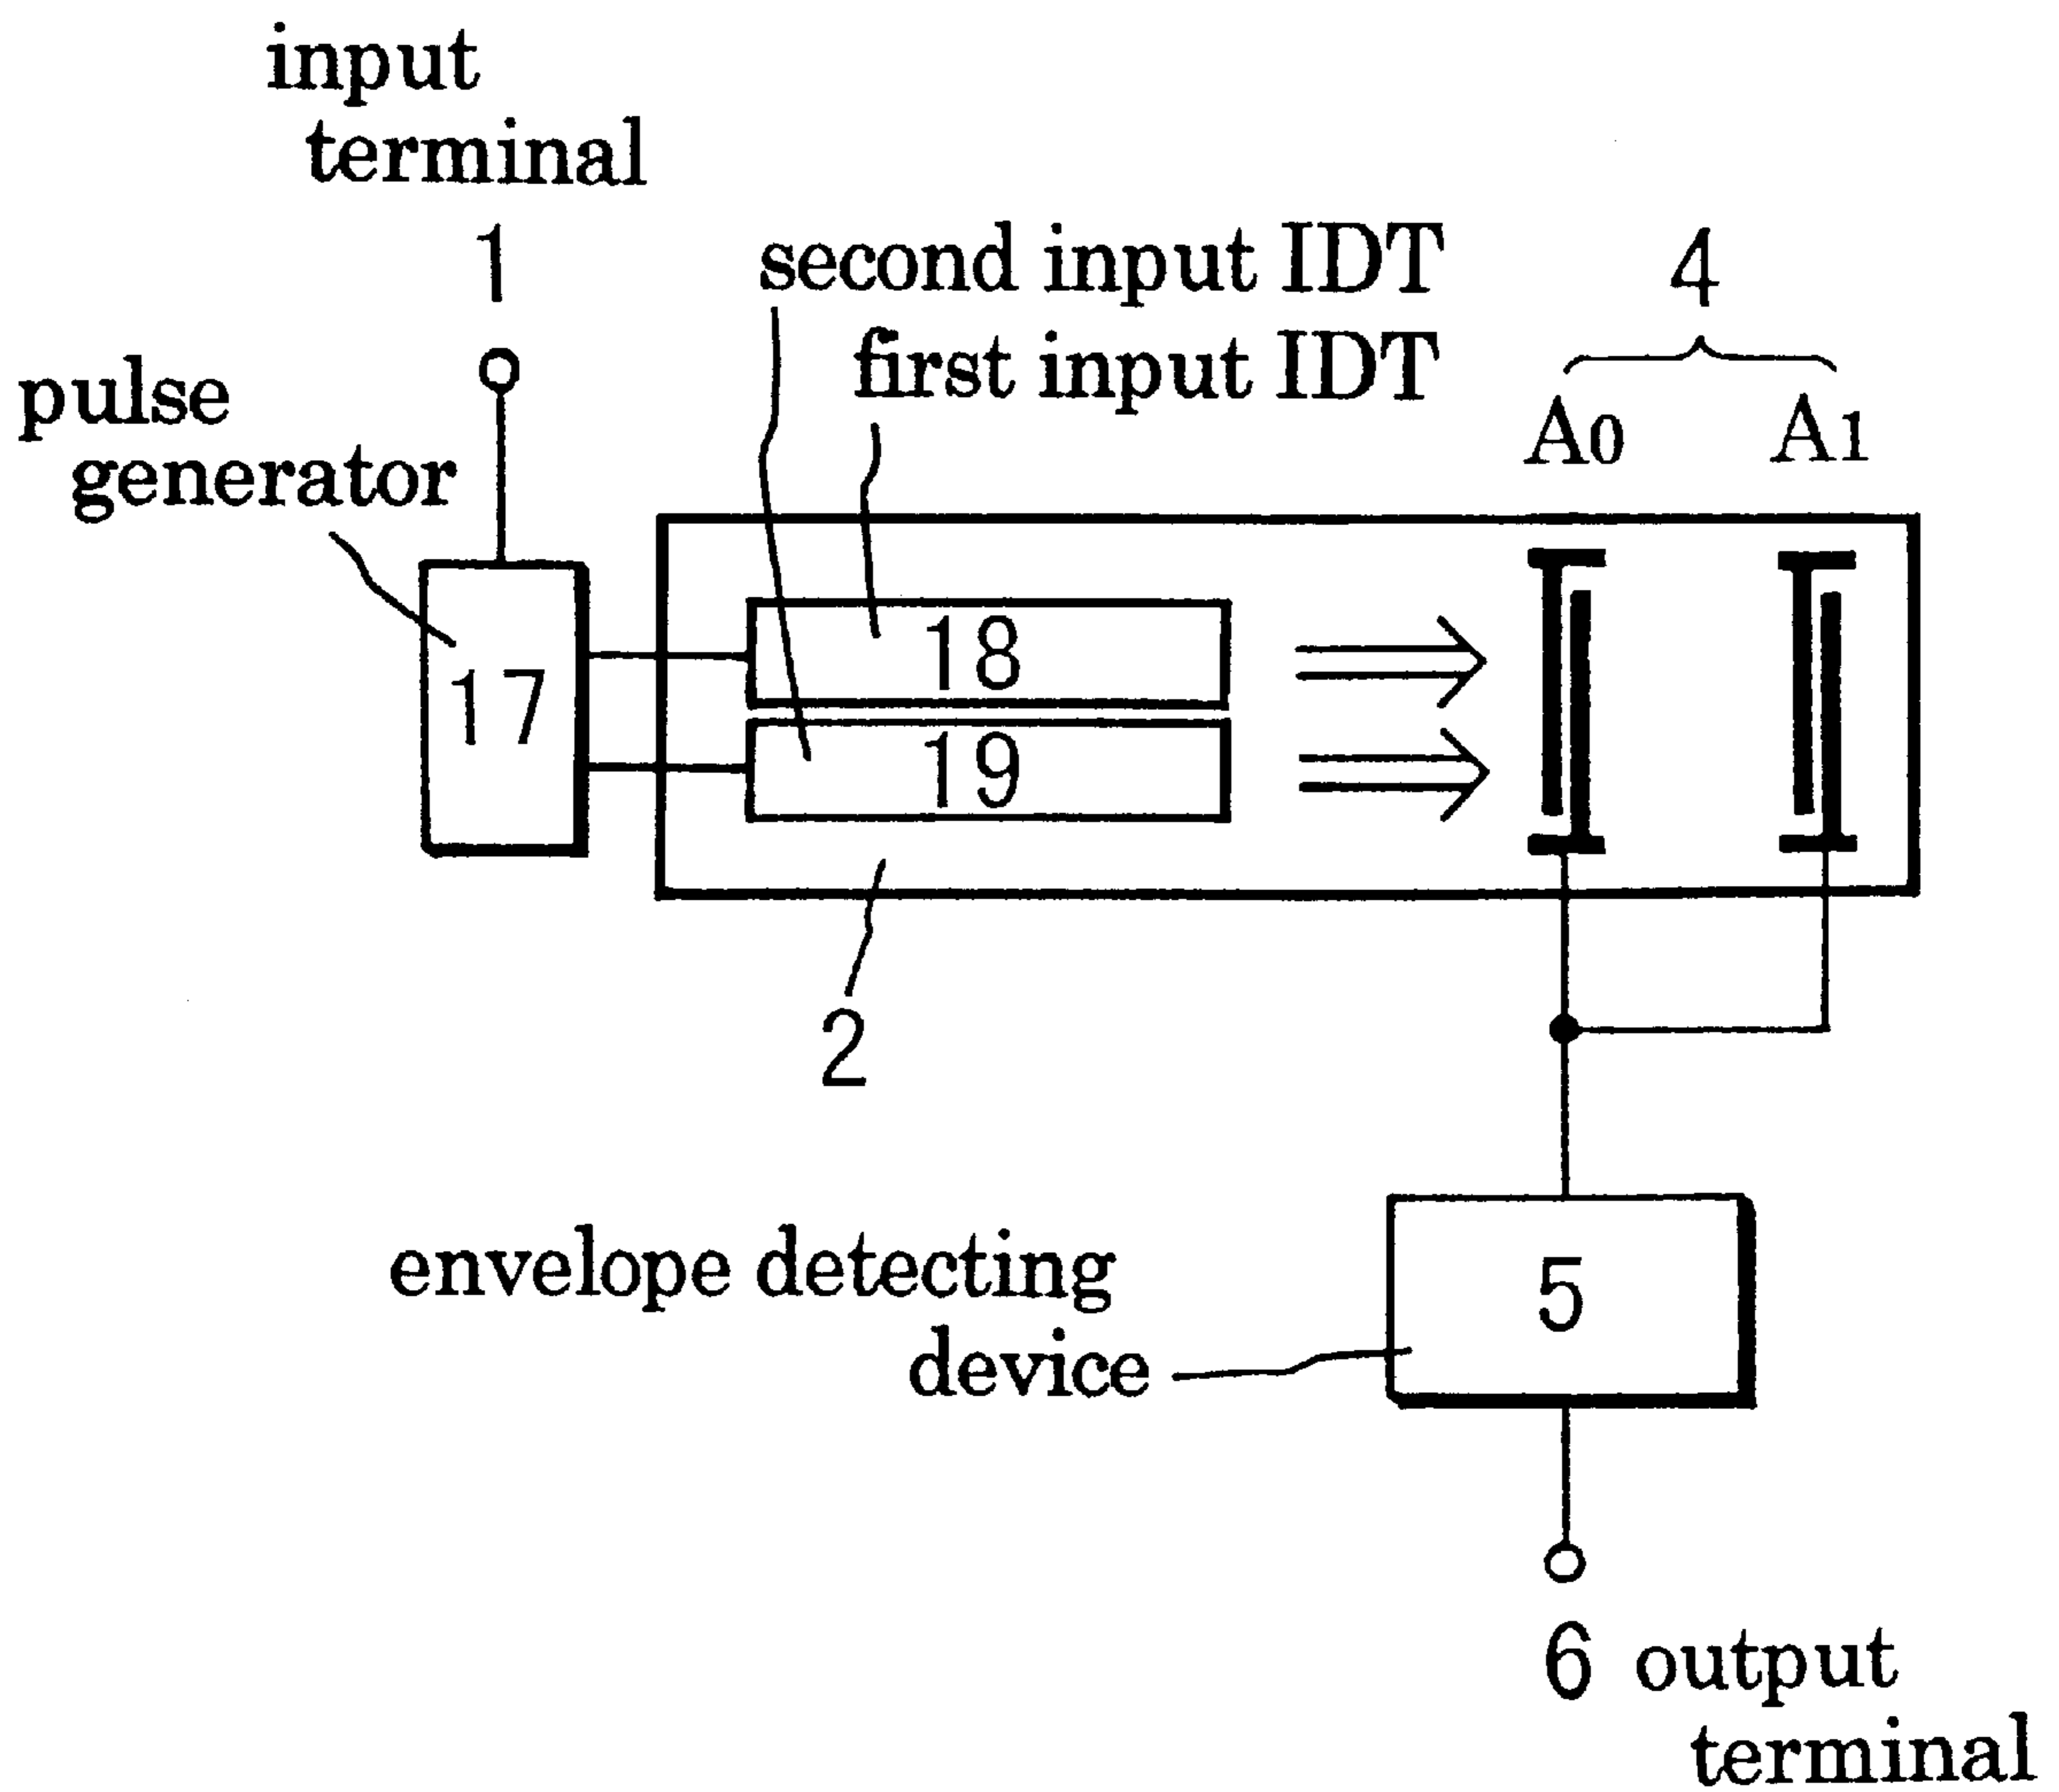 input
terminal
1
second input IDT
4
first input IDT
pulse
generator
A0
A1
18
17
19
2
envelope detecting
device
5
6 output
terminal